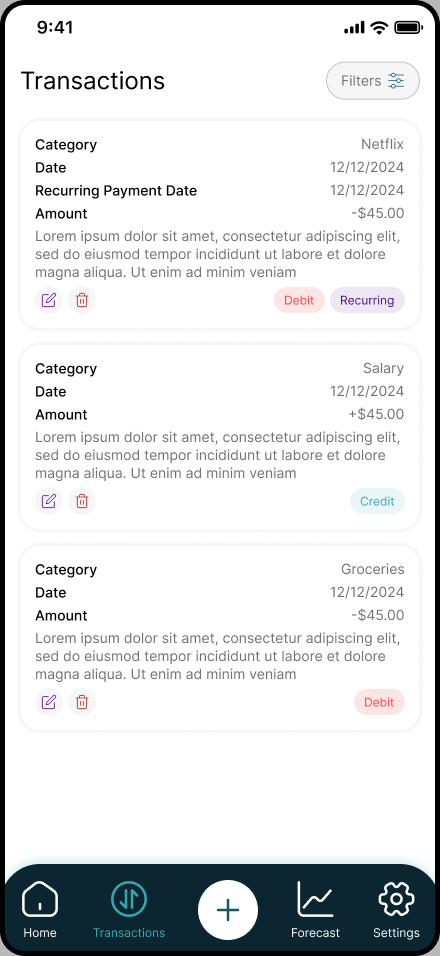 9:41
Transactions
Filters
Category Netflix
Date 12/12/2024
Recurring Payment Date 12/12/2024
Amount -$45.00
Lorem ipsum dolor sit amet, consectetur adipiscing elit,
sed do eiusmod tempor incididunt ut labore et dolore
magna aliqua. Ut enim ad minim veniam
Debit Recurring
Category Salary
Date 12/12/2024
Amount +$45.00
Lorem ipsum dolor sit amet, consectetur adipiscing elit,
sed do eiusmod tempor incididunt ut labore et dolore
magna aliqua. Ut enim ad minim veniam
Credit
Category Groceries
Date 12/12/2024
Amount -$45.00
Lorem ipsum dolor sit amet, consectetur adipiscing elit,
sed do eiusmod tempor incididunt ut labore et dolore
magna aliqua. Ut enim ad minim veniam
Debit
Home Transactions Forecast Settings